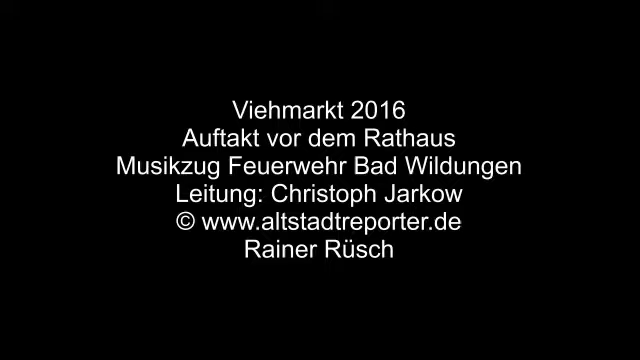 Viehmarkt 2016
Auftakt vor dem Rathaus
Musikzug Feuerwehr Bad Wildungen
Leitung: Christoph Jarkow
© www.altstadtreporter.de
Rainer Rüsch